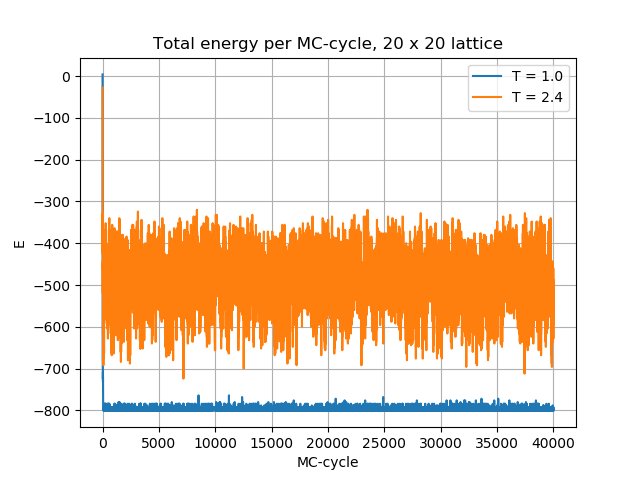 Total energy per MC-cycle, 20 x 20 lattice
T = 1.0
T = 2.4
E
0
−100
−200
−300
−400
−500
−600
−700
−800
0 5000 10000 15000 20000 25000 30000 35000 40000
MC-cycle